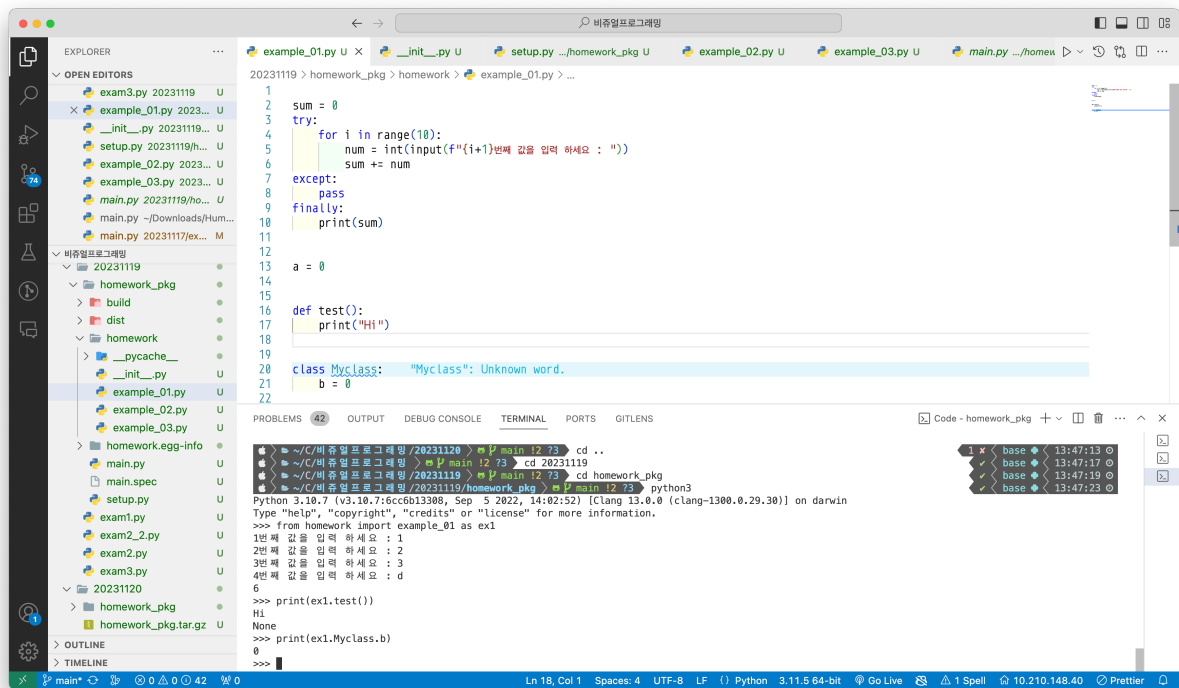 비쥬얼프로그래밍
EXPLORER
OPEN EDITORS
exam3.py 20231119 U
example_01.py 2023... U
__init__.py 20231119... U
setup.py 20231119/h... U
example_02.py 2023... U
example_03.py 2023... U
main.py 20231119/ho... U
main.py ~/Downloads/Hum...
main.py 20231117/ex... M
비쥬얼프로그래밍
20231119
homework_pkg
build
dist
homework
__pycache__
__init__.py U
example_01.py U
example_02.py U
example_03.py U
homework.egg-info
main.py U
main.spec U
setup.py U
exam1.py U
exam2_2.py U
exam2.py U
exam3.py U
20231120
homework_pkg
homework_pkg.tar.gz U
OUTLINE
TIMELINE
74
1
example_01.py U
__init__.py U
setup.py .../homework_pkg U
example_02.py U
example_03.py U
main.py .../homew
20231119 > homework_pkg > homework > example_01.py > ...
1
2 sum = 0
3 try:
4 for i in range(10):
5 num = int(input(f"{i+1}번째 값을 입력 하세요 : "))
6 sum += num
7 except:
8 pass
9 finally:
10 print(sum)
11
12
13 a = 0
14
15
16 def test():
17 print("Hi")
18
19
20 class Myclass: "Myclass": Unknown word.
21 b = 0
22
PROBLEMS 42 OUTPUT DEBUG CONSOLE TERMINAL PORTS GITLENS
Code - homework_pkg
~/C/비쥬얼프로그래밍/20231120 main !2 ?3 cd .. 1 ✘ base 13:47:13
~/C/비쥬얼프로그래밍 main !2 ?3 cd 20231119 ✔ base 13:47:17
~/C/비쥬얼프로그래밍/20231119 main !2 ?3 cd homework_pkg ✔ base 13:47:19
~/C/비쥬얼프로그래밍/20231119/homework_pkg main !2 ?3 python3 ✔ base 13:47:23
Python 3.10.7 (v3.10.7:6cc6b13308, Sep 5 2022, 14:02:52) [Clang 13.0.0 (clang-1300.0.29.30)] on darwin
Type "help", "copyright", "credits" or "license" for more information.
>>> from homework import example_01 as ex1
1번째 값을 입력 하세요 : 1
2번째 값을 입력 하세요 : 2
3번째 값을 입력 하세요 : 3
4번째 값을 입력 하세요 : d
6
>>> print(ex1.test())
Hi
None
>>> print(ex1.Myclass.b)
0
>>>
main* 0 0 42 0 Ln 18, Col 1 Spaces: 4 UTF-8 LF {} Python 3.11.5 64-bit Go Live 1 Spell 10.210.148.40 Prettier